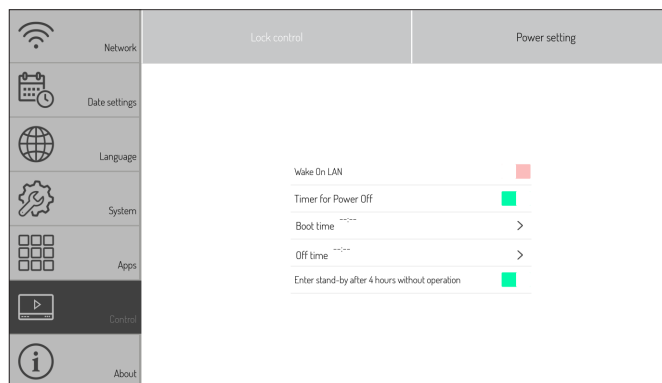 Network
Date settings
Language
System
Apps
Control
About
Lock control
Power setting
Wake On LAN
Timer for Power Off
Boot time --:--
Off time --:--
Enter stand-by after 4 hours without operation